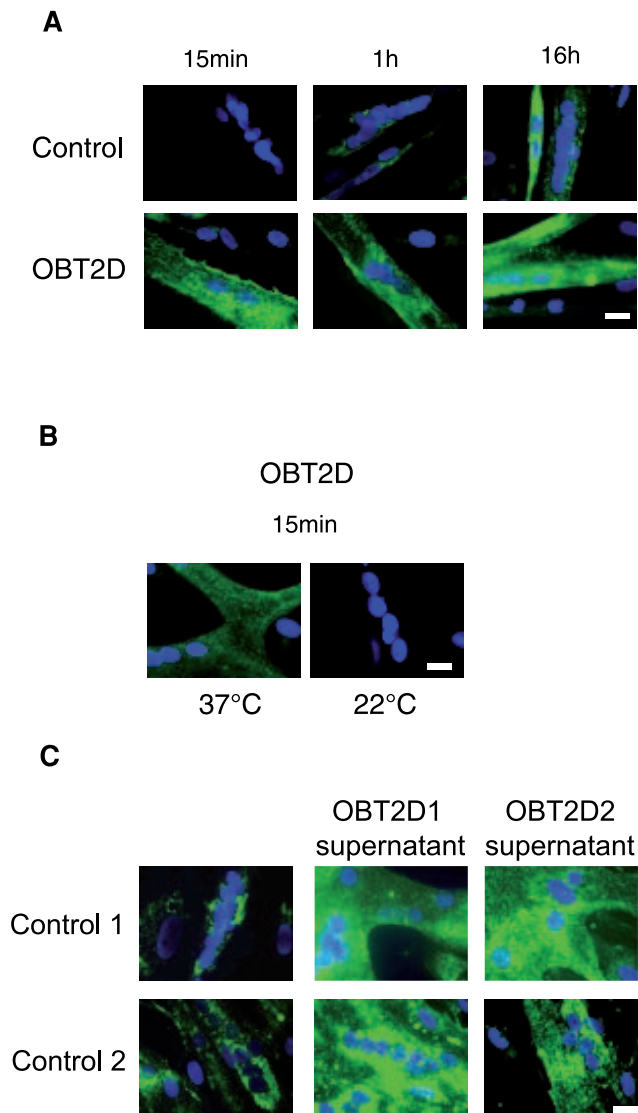 A
15min
1h
16h
Control
OBT2D
B
OBT2D
15min
37°C
22°C
C
OBT2D1
supernatant
OBT2D2
supernatant
Control 1
Control 2